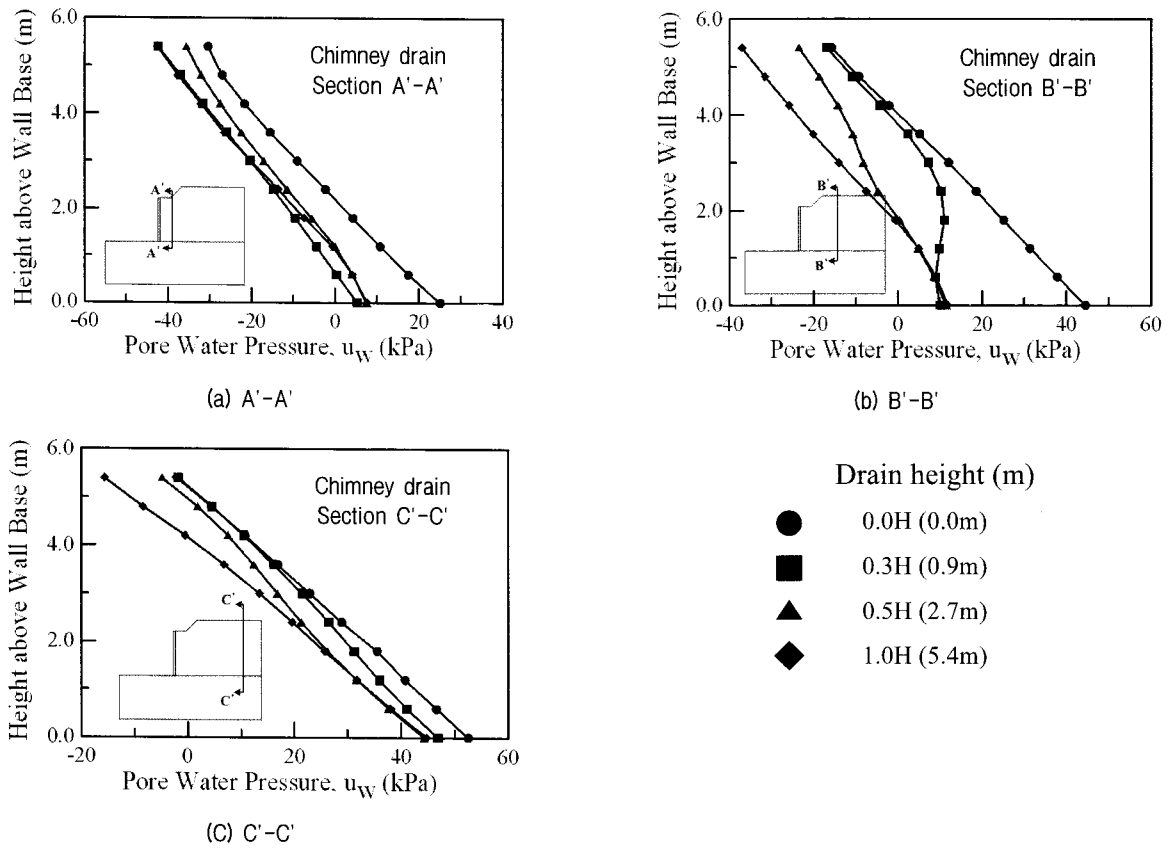 Height above Wall Base (m)
6.0
4.0
2.0
0.0
Chimney drain
Section A'-A'
A'
A'
-60
-40
-20
0
20
40
Pore Water Pressure, uw (kPa)
(a) A'-A'
Height above Wall Base (m)
6.0
4.0
2.0
0.0
Chimney drain
Section B'-B'
B'
B'
-40
-20
0
20
40
60
Pore Water Pressure, uw (kPa)
(b) B'-B'
Height above Wall Base (m)
6.0
4.0
2.0
0.0
Chimney drain
Section C'-C'
C'
C'
-20
0
20
40
60
Pore Water Pressure, uw (kPa)
(C) C'-C'
Drain height (m)
0.0H (0.0m)
0.3H (0.9m)
0.5H (2.7m)
1.0H (5.4m)